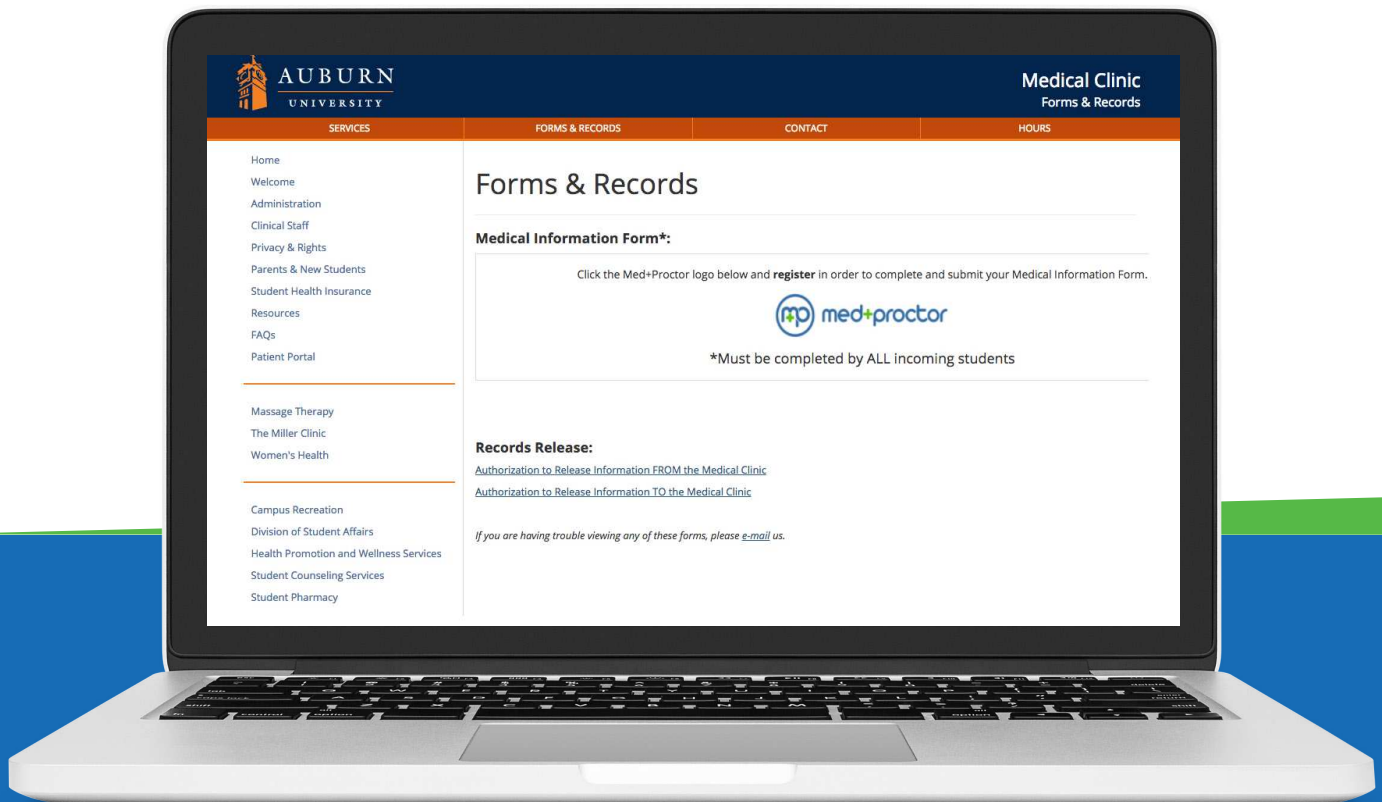 AUBURN
UNIVERSITY
Medical Clinic
Forms & Records
SERVICES
FORMS & RECORDS
CONTACT
HOURS
Home
Welcome
Administration
Clinical Staff
Privacy & Rights
Parents & New Students
Student Health Insurance
Resources
FAQs
Patient Portal
Massage Therapy
The Miller Clinic
Women's Health
Campus Recreation
Division of Student Affairs
Health Promotion and Wellness Services
Student Counseling Services
Student Pharmacy
Forms & Records
Medical Information Form*:
Click the Med+Proctor logo below and register in order to complete and submit your Medical Information Form.
mp med+proctor
*Must be completed by ALL incoming students
Records Release:
Authorization to Release Information FROM the Medical Clinic
Authorization to Release Information TO the Medical Clinic
If you are having trouble viewing any of these forms, please e-mail us.